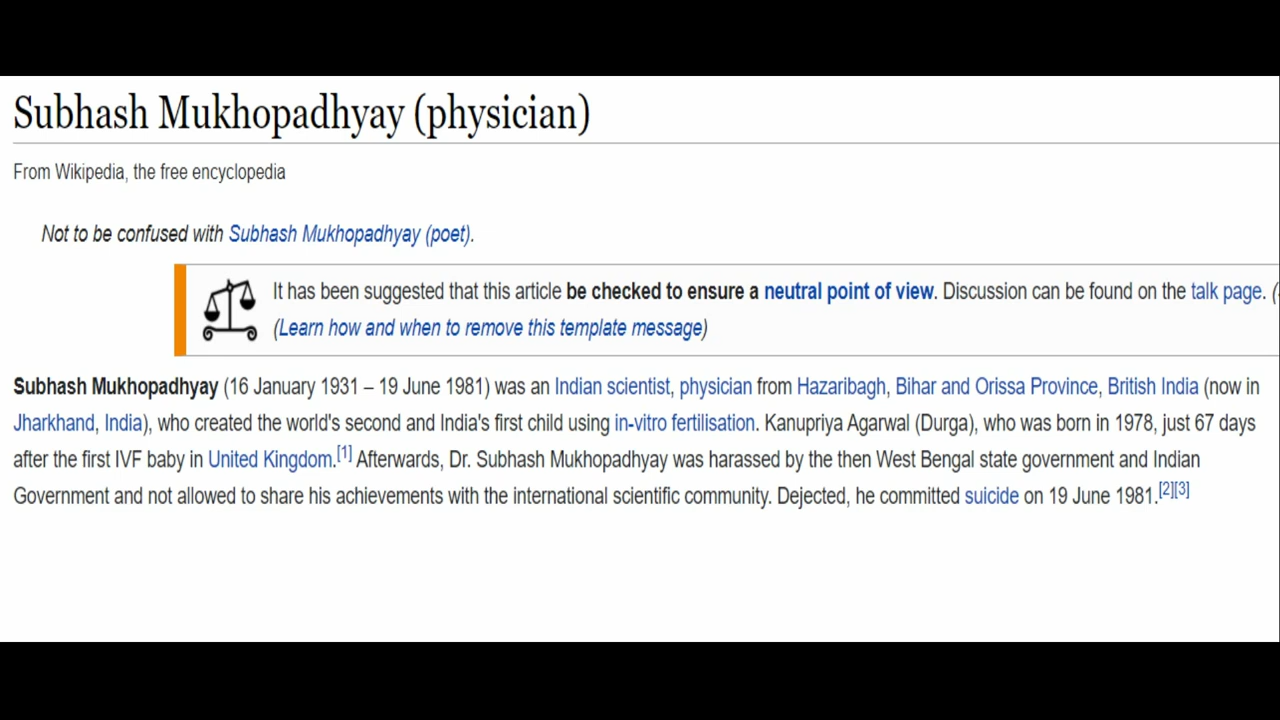 Subhash Mukhopadhyay (physician)
From Wikipedia, the free encyclopedia
Not to be confused with Subhash Mukhopadhyay (poet).
It has been suggested that this article be checked to ensure a neutral point of view. Discussion can be found on the talk page. (
(Learn how and when to remove this template message)
Subhash Mukhopadhyay (16 January 1931 – 19 June 1981) was an Indian scientist, physician from Hazaribagh, Bihar and Orissa Province, British India (now in
Jharkhand, India), who created the world's second and India's first child using in-vitro fertilisation. Kanupriya Agarwal (Durga), who was born in 1978, just 67 days
after the first IVF baby in United Kingdom.[1] Afterwards, Dr. Subhash Mukhopadhyay was harassed by the then West Bengal state government and Indian
Government and not allowed to share his achievements with the international scientific community. Dejected, he committed suicide on 19 June 1981.[2][3]